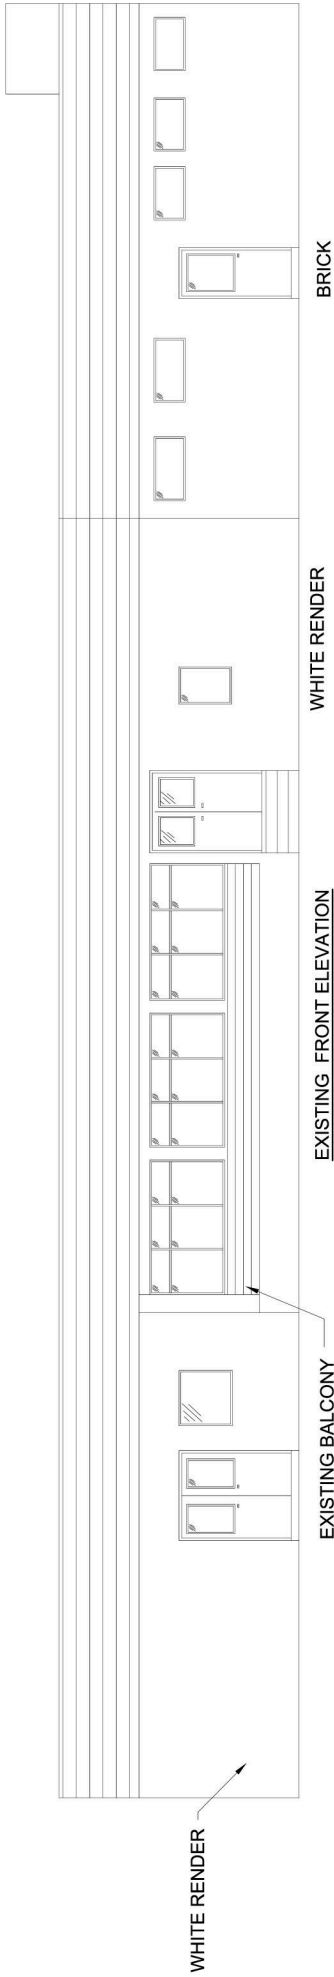 WHITE RENDER
EXISTING BALCONY
EXISTING FRONT ELEVATION
WHITE RENDER
BRICK